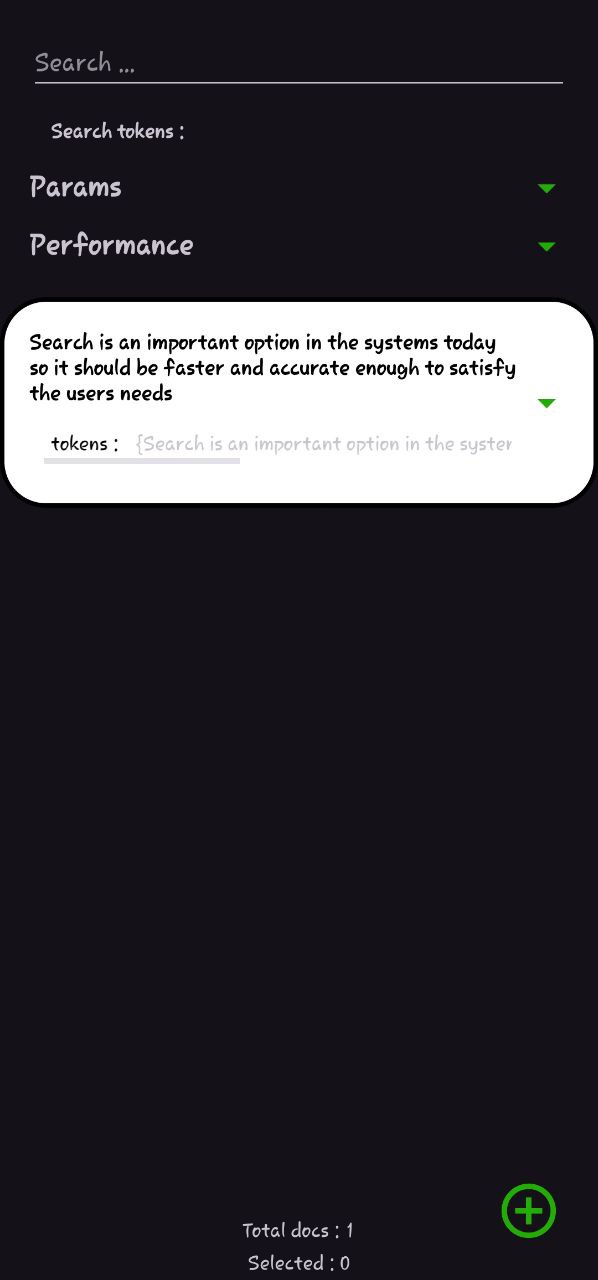 Search ...
Search tokens :
Params
Performance
Search is an important option in the systems today
so it should be faster and accurate enough to satisfy
the users needs
tokens : {Search is an important option in the system
Total docs : 1
Selected : 0